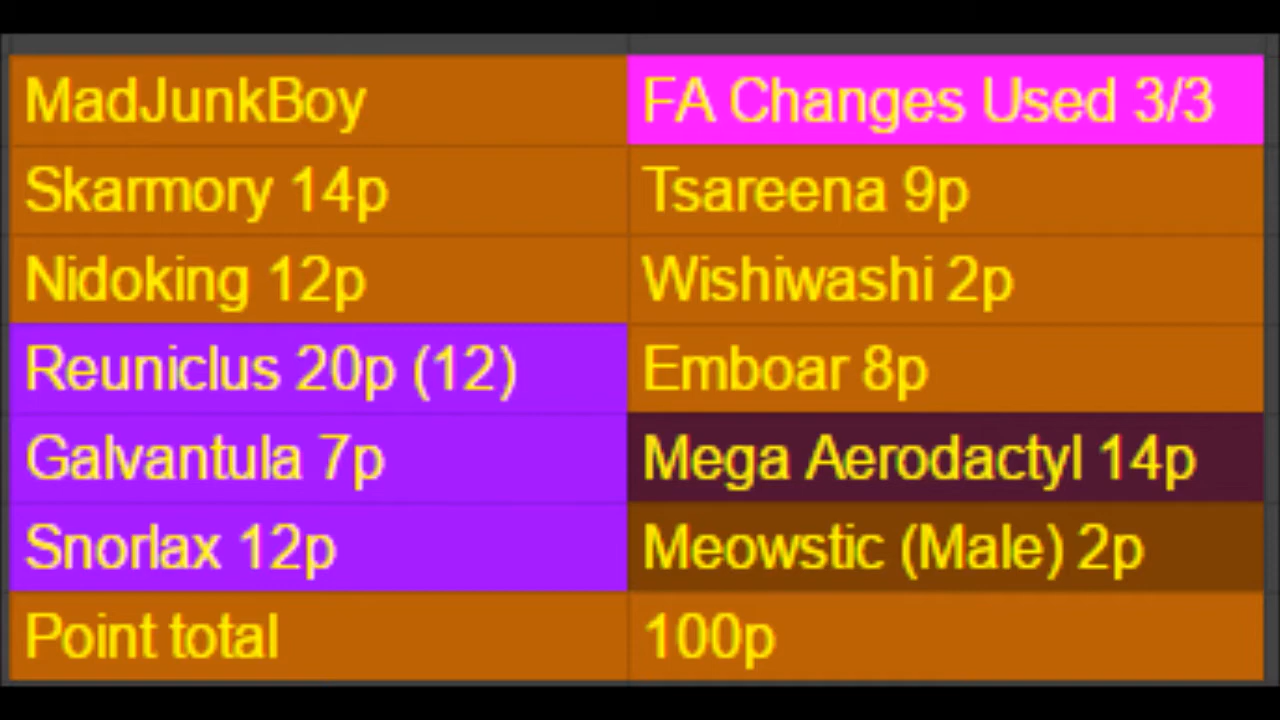 MadJunkBoy FA Changes Used 3/3
Skarmory 14p Tsareena 9p
Nidoking 12p Wishiwashi 2p
Reuniclus 20p (12) Emboar 8p
Galvantula 7p Mega Aerodactyl 14p
Snorlax 12p Meowstic (Male) 2p
Point total 100p